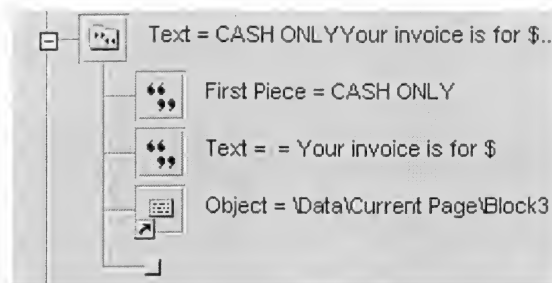 Text = CASH ONLYYour invoice is for $..
First Piece = CASH ONLY
Text = = Your invoice is for $
Object = \Data\Current Page\Block3